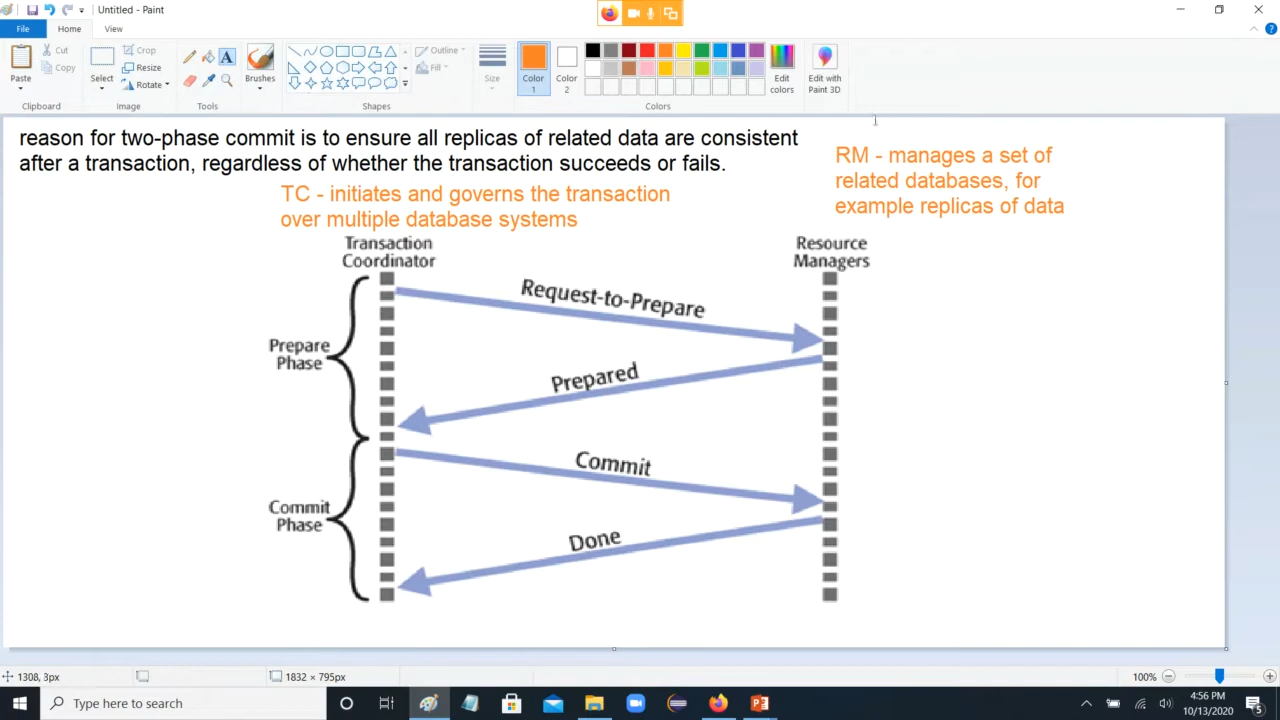 Untitled - Paint
File
Home
View
Paste
Cut
Copy
Clipboard
Select
Crop
Resize
Rotate
Image
A
Tools
Brushes
Shapes
Outline
Fill
Size
Color
1
Color
2
Edit
colors
Colors
Edit with
Paint 3D
reason for two-phase commit is to ensure all replicas of related data are consistent
after a transaction, regardless of whether the transaction succeeds or fails.
RM - manages a set of
related databases, for
example replicas of data
TC - initiates and governs the transaction
over multiple database systems
Transaction
Coordinator
Resource
Managers
Request-to-Prepare
Prepare
Phase
Prepared
Commit
Commit
Phase
Done
1308, 3px
1832 × 795px
100%
Type here to search
4:56 PM
10/13/2020
5